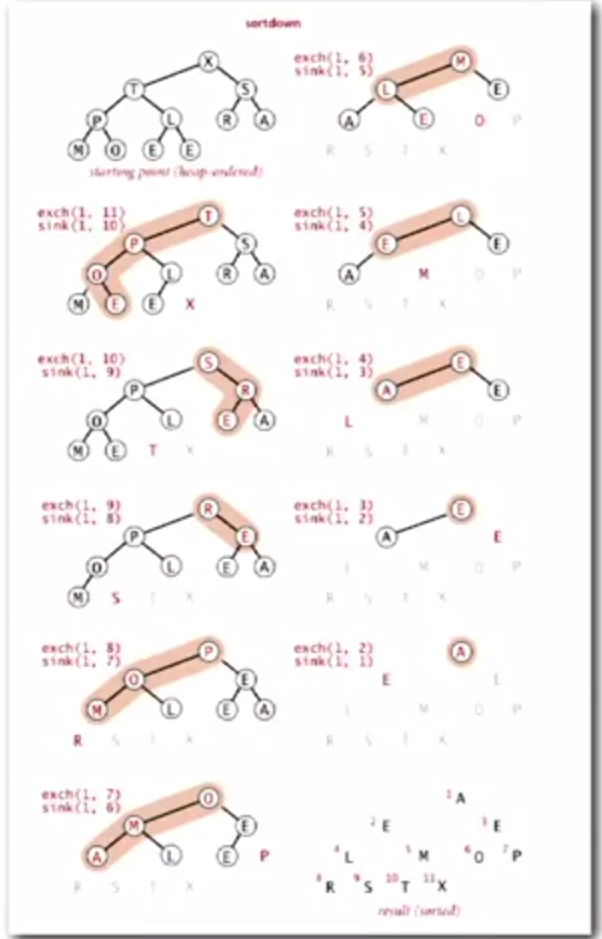 sortdown
X
T S
P L R A
M O E E
starting point (heap-ordered)
exch(1, 11)
sink(1, 10)
T
P S
O L R A
M E E X
exch(1, 10)
sink(1, 9)
S
P R
O L E A
M E T X
exch(1, 9)
sink(1, 8)
R
P E
O L E A
M S T X
exch(1, 8)
sink(1, 7)
P
O E
M L E A
R S T X
exch(1, 7)
sink(1, 6)
O
M E
A L E P
R S T X
exch(1, 6)
sink(1, 5)
M
L E
A E O P
R S T X
exch(1, 5)
sink(1, 4)
L
E E
A M O P
R S T X
exch(1, 4)
sink(1, 3)
E
A E
L M O P
R S T X
exch(1, 3)
sink(1, 2)
E
A E
L M O P
R S T X
exch(1, 2)
sink(1, 1)
A
E E
L M O P
R S T X
1 A
2 E 3 E
4 L 5 M 6 O 7 P
8 R 9 S 10 T 11 X
result (sorted)